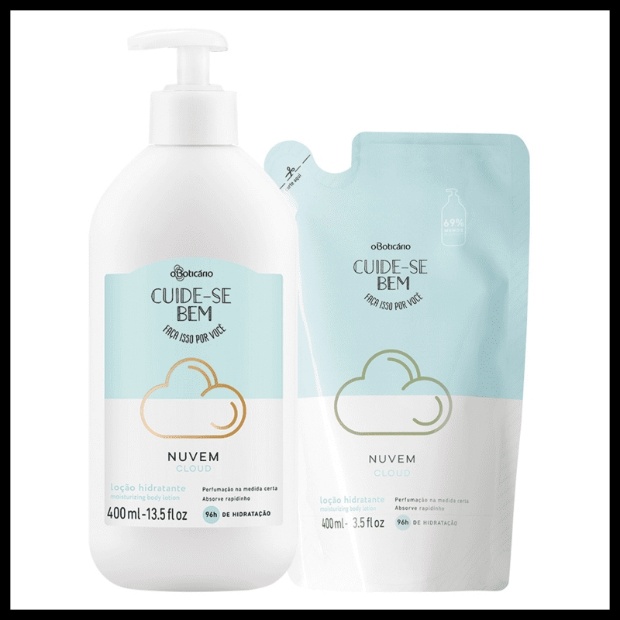 oBoticário
CUIDE-SE
BEM
FAÇA ISSO POR VOCÊ
NUVEM
CLOUD
loção hidratante
moisturizing body lotion
400 ml-13.5 fl oz
Perfumação na medida certa
Absorve rapidinho
96h DE HIDRATAÇÃO
69%
oBoticário
CUIDE-SE
BEM
FAÇA ISSO POR VOCÊ
NUVEM
CLOUD
loção hidratante
moisturizing body lotion
400 ml- 3.5 fl oz
Perfumação na medida certa
Absorve rapidinho
96h DE HIDRATAÇÃO